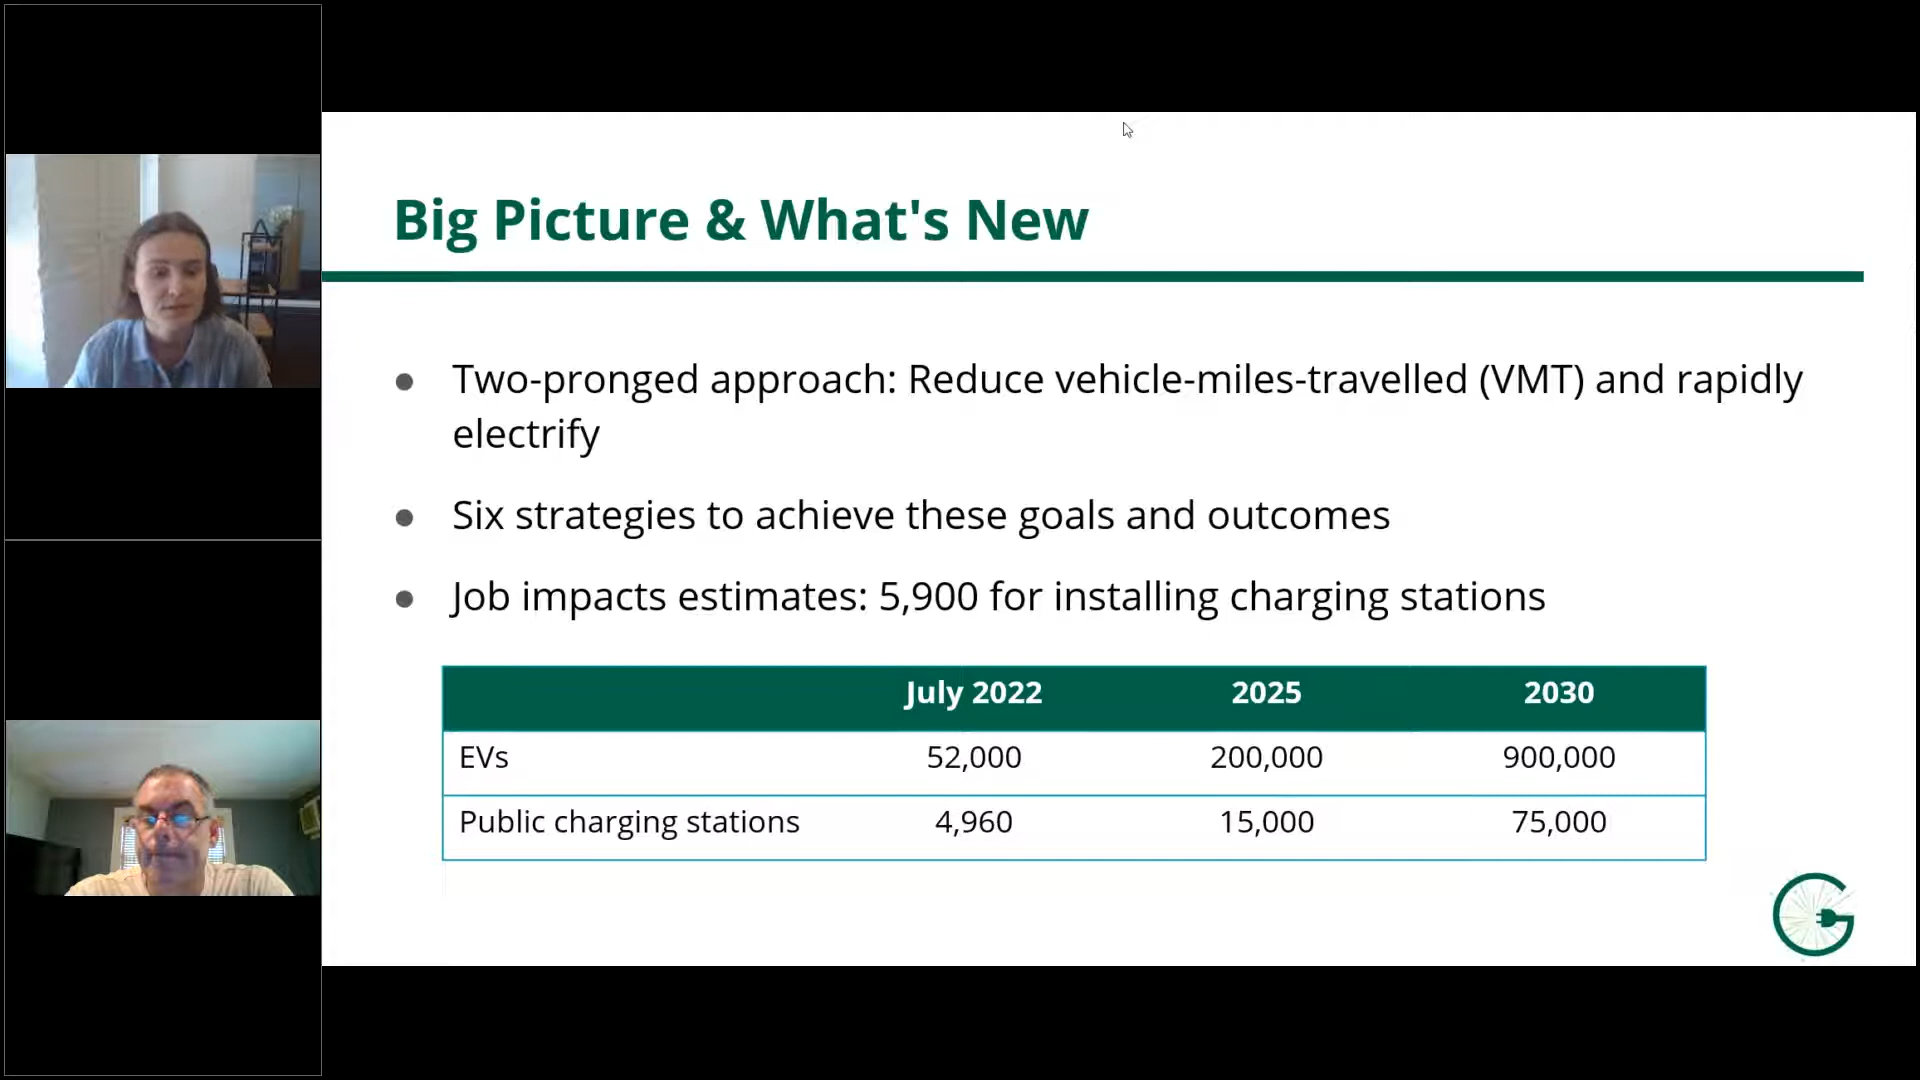 Big Picture & What's New
● Two-pronged approach: Reduce vehicle-miles-travelled (VMT) and rapidly
electrify
● Six strategies to achieve these goals and outcomes
● Job impacts estimates: 5,900 for installing charging stations
July 2022 2025 2030
EVs 52,000 200,000 900,000
Public charging stations 4,960 15,000 75,000